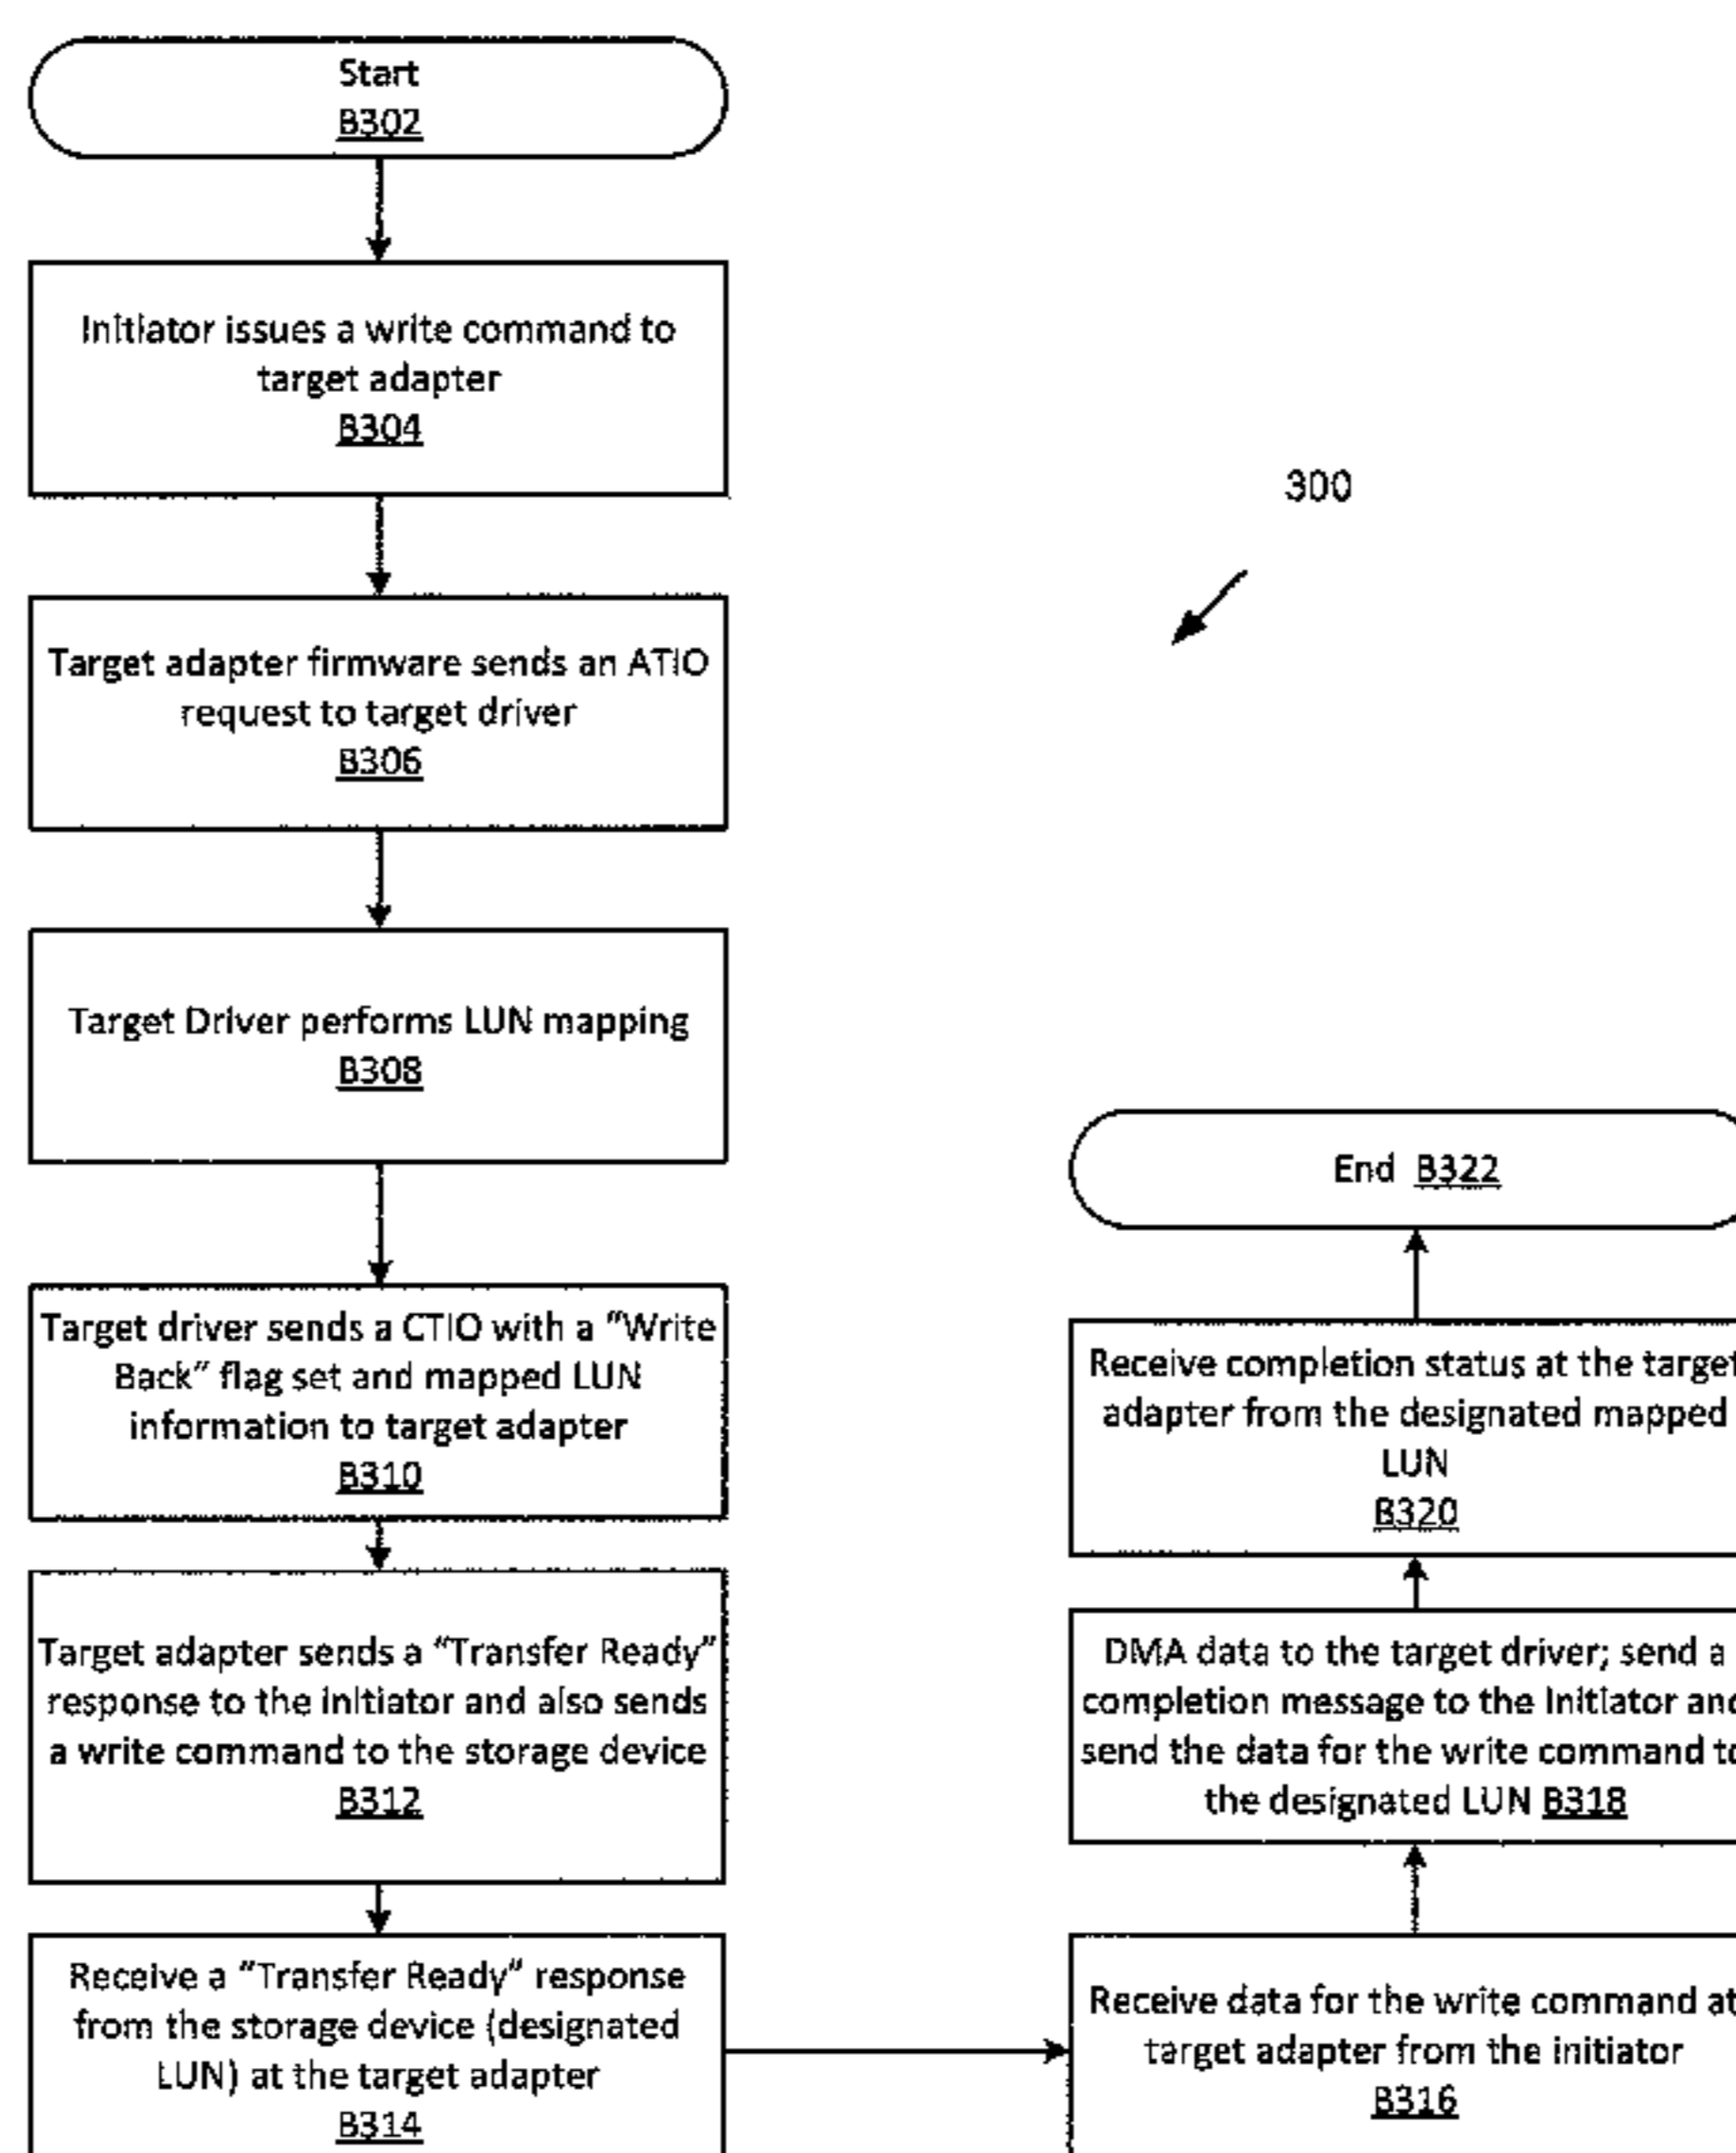 Start
B302
Initiator issues a write command to
target adapter
B304
300
Target adapter firmware sends an ATIO
request to target driver
B306
Target Driver performs LUN mapping
B308
Target driver sends a CTIO with a “Write
Back” flag set and mapped LUN
information to target adapter
B310
Target adapter sends a “Transfer Ready”
response to the initiator and also sends
a write command to the storage device
B312
Receive a “Transfer Ready” response
from the storage device (designated
LUN) at the target adapter
B314
Receive data for the write command at
target adapter from the initiator
B316
DMA data to the target driver; send a
completion message to the Initiator and
send the data for the write command to
the designated LUN B318
Receive completion status at the target
adapter from the designated mapped
LUN
B320
End B322